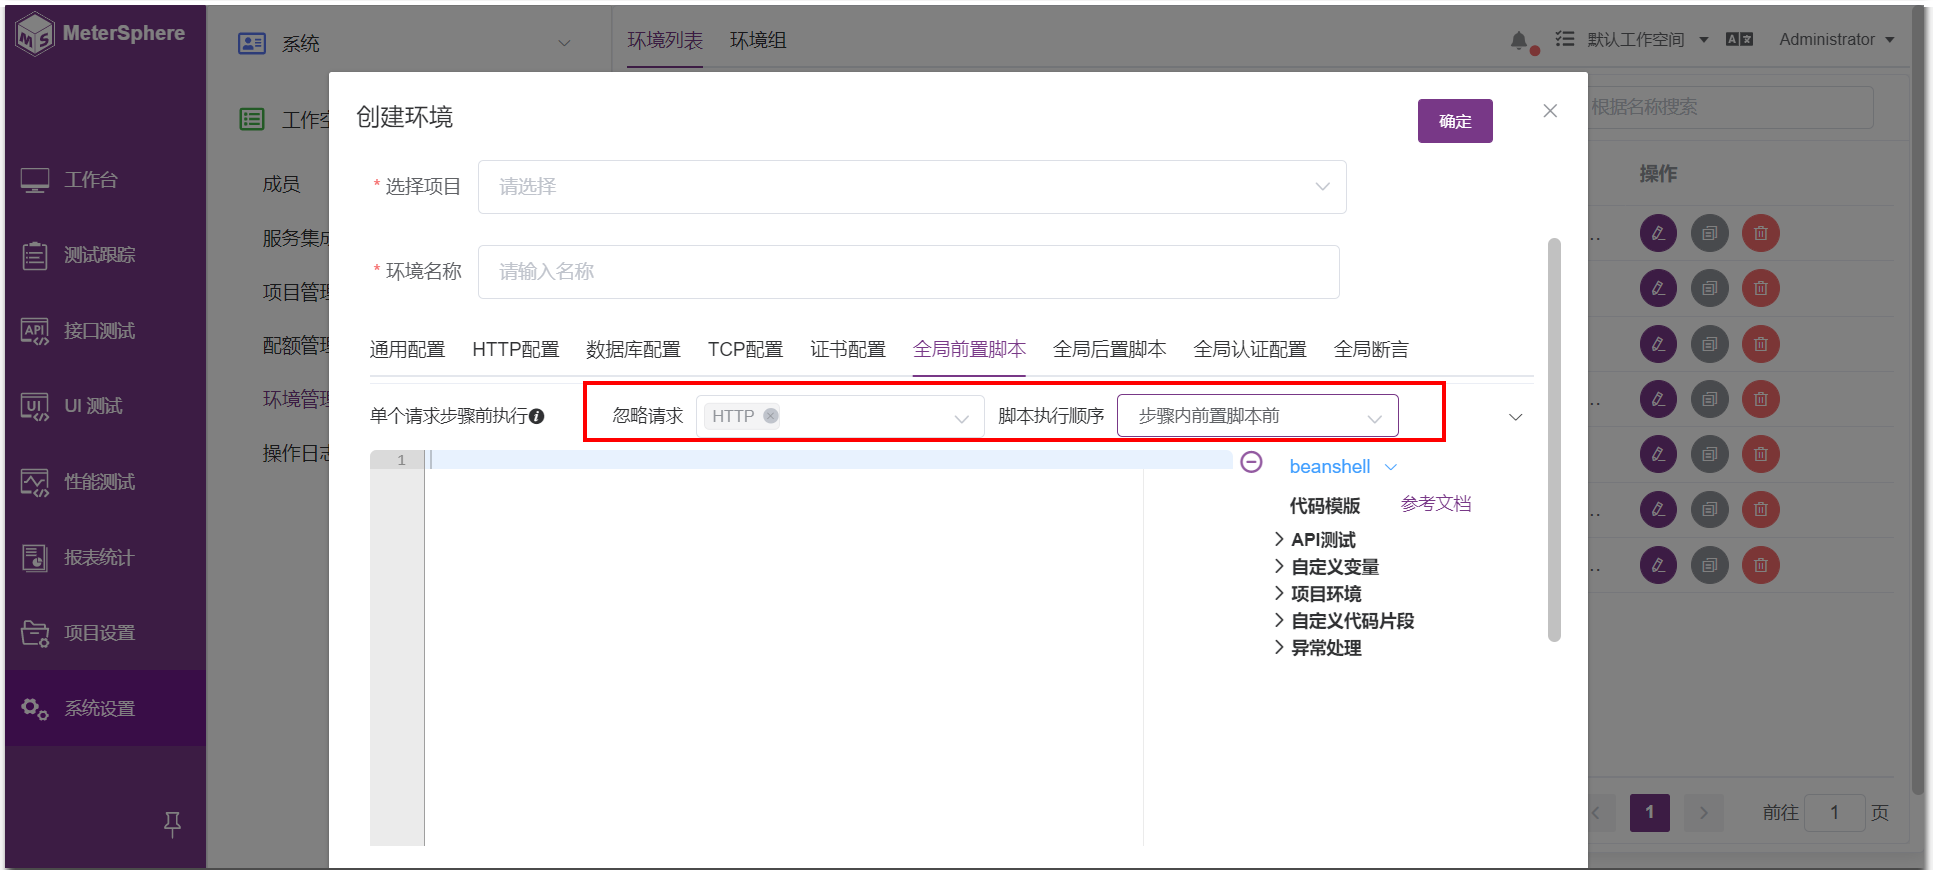 MeterSphere
系统
环境列表
环境组
默认工作空间
Administrator
工作空
根据名称搜索
创建环境
确定
操作
工作台
测试跟踪
接口测试
UI 测试
性能测试
报表统计
项目设置
系统设置
成员
服务集成
项目管理
配额管理
环境管理
操作日志
* 选择项目
请选择
* 环境名称
请输入名称
通用配置 HTTP配置 数据库配置 TCP配置 证书配置 全局前置脚本 全局后置脚本 全局认证配置 全局断言
单个请求步骤前执行 忽略请求 HTTP 脚本执行顺序 步骤内前置脚本前
1
beanshell
代码模版 参考文档
API测试
自定义变量
项目环境
自定义代码片段
异常处理
1 前往 1 页